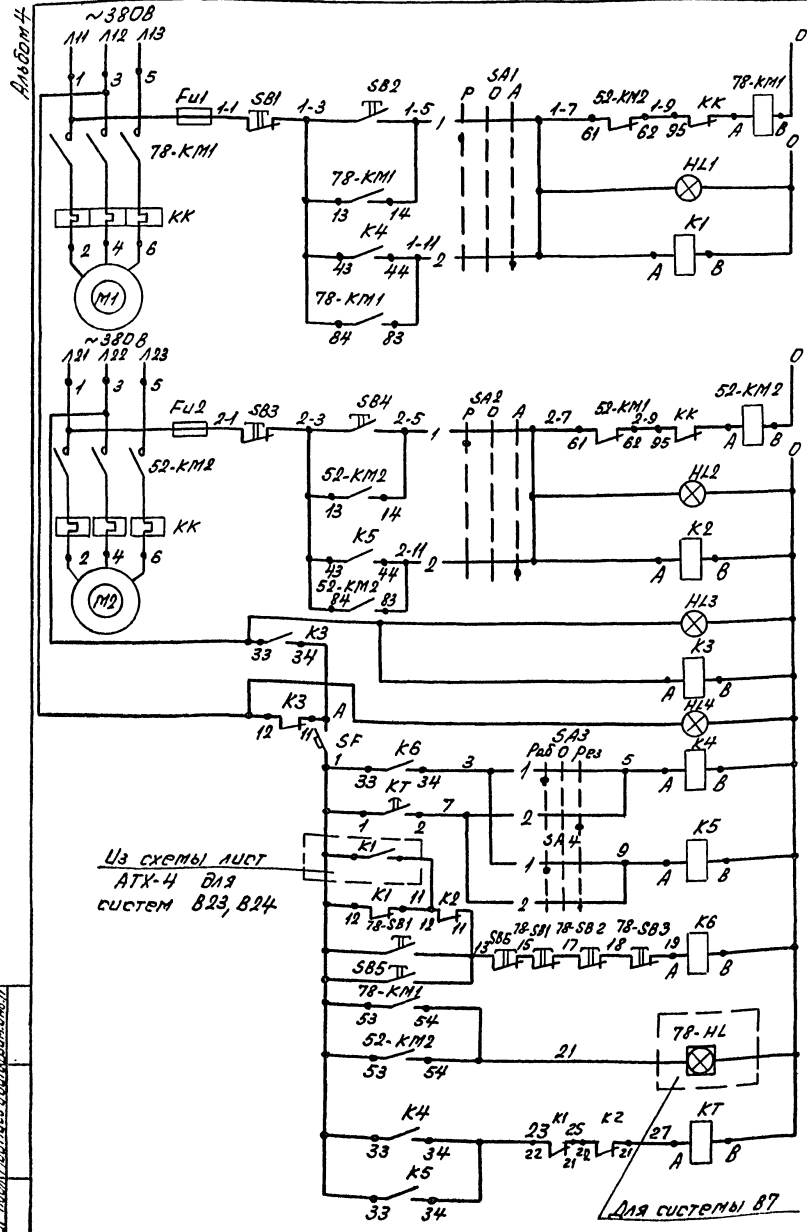 Альбом 4
~380В
Л11 Л12 Л13
1 3 5
Fu1 1-1 SB1 1-3 SB2 1-5 1 SA1 Р О А 1-7 52-КМ2 1-9 КК 78-КМ1 О
61 62 95 А В О
78-КМ1
78-КМ1 HL1
13 14
КК
К4 1-11 К1
2 4 6 43 44 2 А В
М1 78-КМ1
84 83
~380В
Л21 Л22 Л23
1 3 5
Fu2 2-1 SB3 2-3 SB4 2-5 1 SA2 Р О А 2-7 52-КМ1 2-9 КК 52-КМ2 О
61 62 95 А В О
52-КМ2
52-КМ2 HL2
13 14
КК
К5 2-11 К2
2 4 6 43 44 2 А В
М2 52-КМ2
84 83
HL3
К3 К3
33 34 А В
К3 А HL4
12 11
SF SA3 К4
1 К6 3 1 Раб О Рез 5
33 34 А В
КТ 7 2
1 2 SA4
К1 1 9 К5
А В
Из схемы лист
АТХ-4 для
систем В23, В24
2
К1 11 К2
12 78-SB1 12 11
13 SB5 15 78-SB1 17 78-SB2 18 78-SB3 19 К6
А В
SB5
78-КМ1
53 54
52-КМ2 21 78-HL
53 54
К4 23 К1 25 К2 27 КТ
33 34 22 21 22 21 А В
К5
33 34
Для системы В7